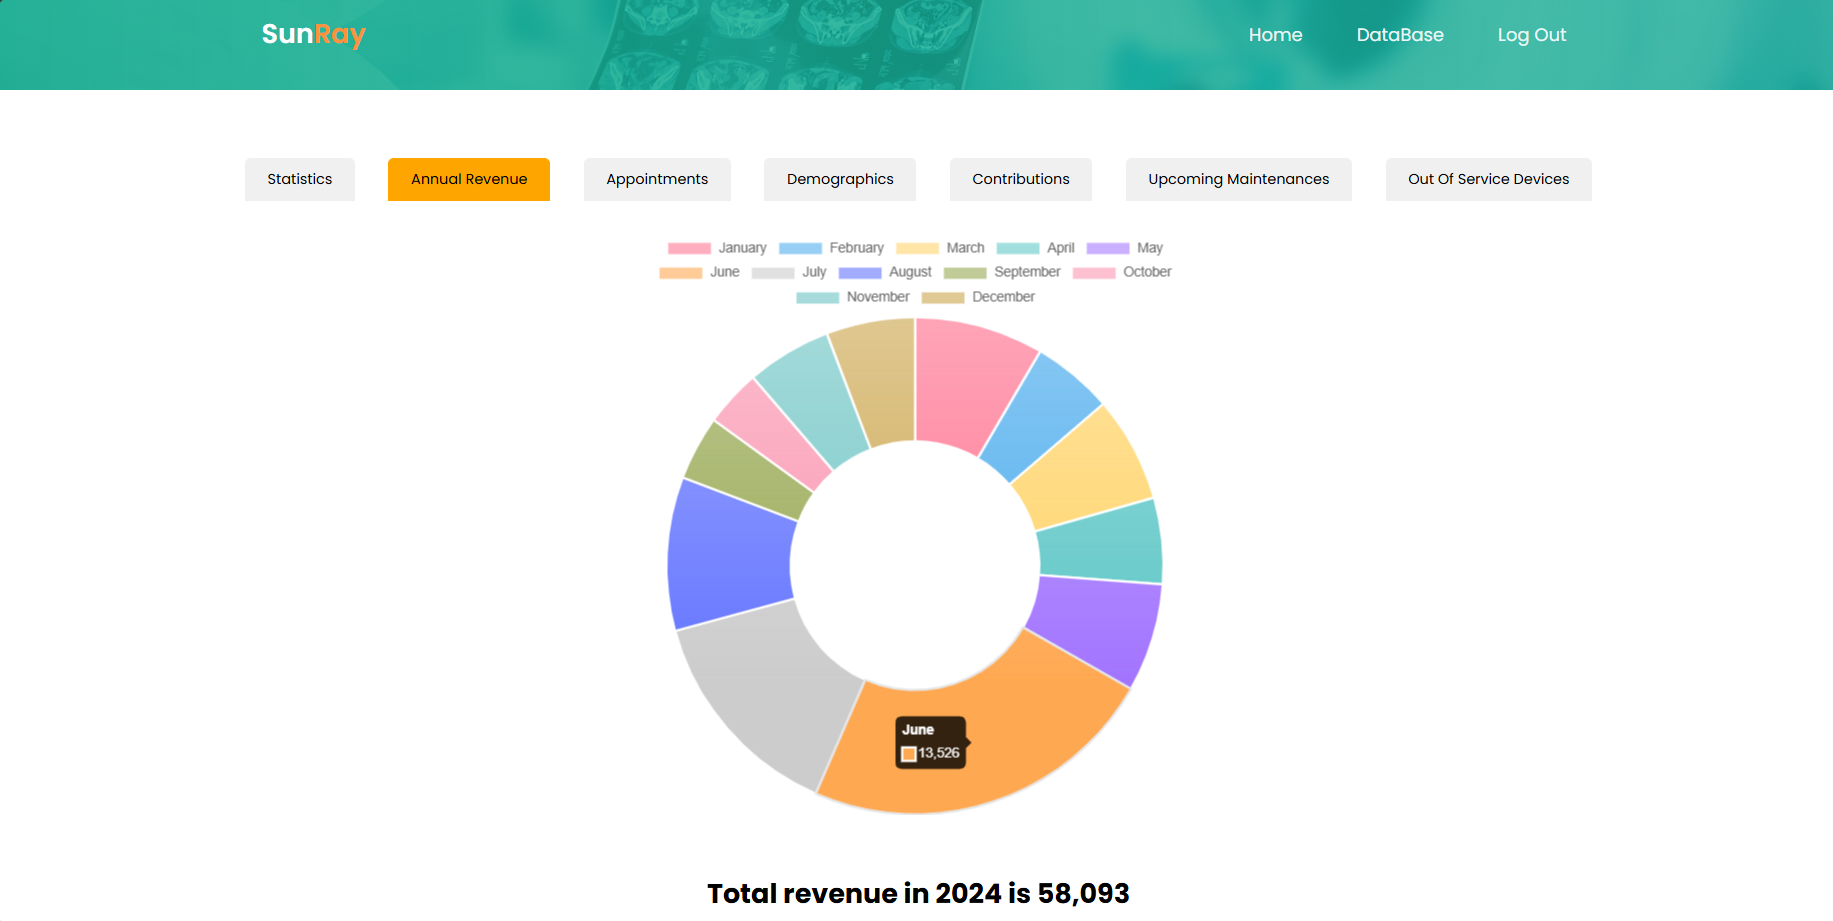 SunRay
Home DataBase Log Out
Statistics Annual Revenue Appointments Demographics Contributions Upcoming Maintenances Out Of Service Devices
January February March April May
June July August September October
November December
June
13,526
Total revenue in 2024 is 58,093